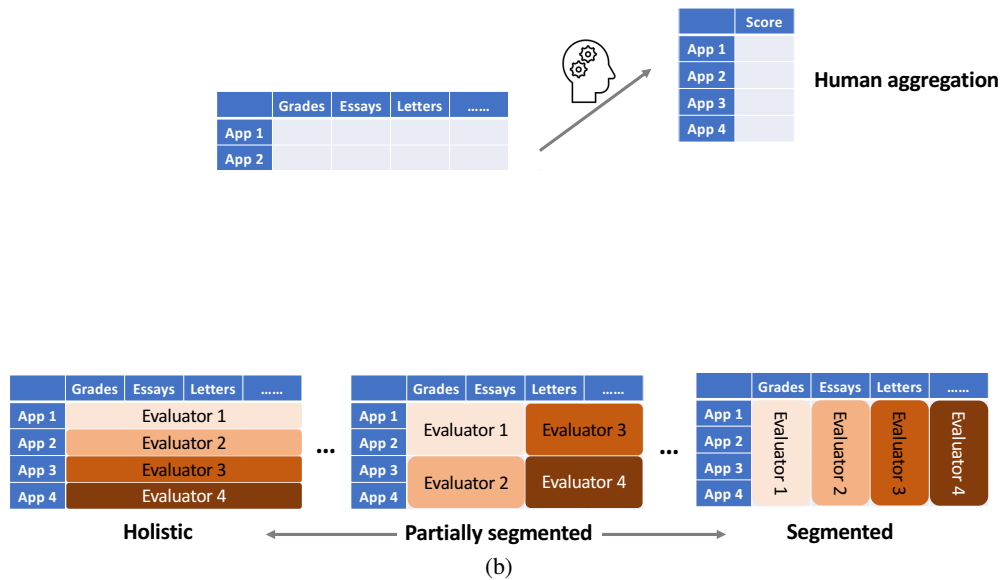 Score
App 1
App 2
App 3
App 4
Human aggregation
Grades Essays Letters ......
App 1
App 2
Grades Essays Letters ......
App 1 Evaluator 1
App 2 Evaluator 2
App 3 Evaluator 3
App 4 Evaluator 4
...
Grades Essays Letters ......
App 1
App 2
App 3
App 4
Evaluator 1 Evaluator 3
Evaluator 2 Evaluator 4
...
Grades Essays Letters ......
App 1
App 2
App 3
App 4
Evaluator 1
Evaluator 2
Evaluator 3
Evaluator 4
Holistic Partially segmented Segmented
(b)